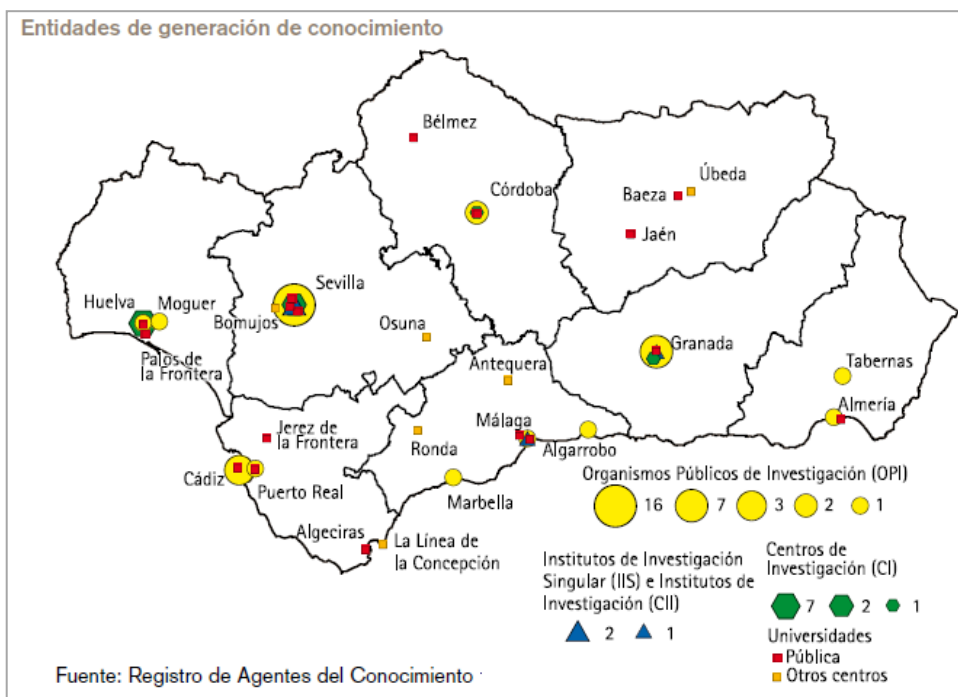 Entidades de generación de conocimiento
Bélmez
Córdoba
Úbeda
Baeza
Jaén
Sevilla
Bomujos
Osuna
Huelva
Moguer
Palos de
la Frontera
Granada
Antequera
Tabernas
Almería
Málaga
Algarrobo
Jerez de
la Frontera
Ronda
Cádiz
Puerto Real
Marbella
Algeciras
La Línea de
la Concepción
Organismos Públicos de Investigación (OPI)
16 7 3 2 1
Institutos de Investigación
Singular (IIS) e Institutos de
Investigación (CII)
2 1
Centros de
Investigación (CI)
7 2 1
Universidades
Pública
Otros centros
Fuente: Registro de Agentes del Conocimiento